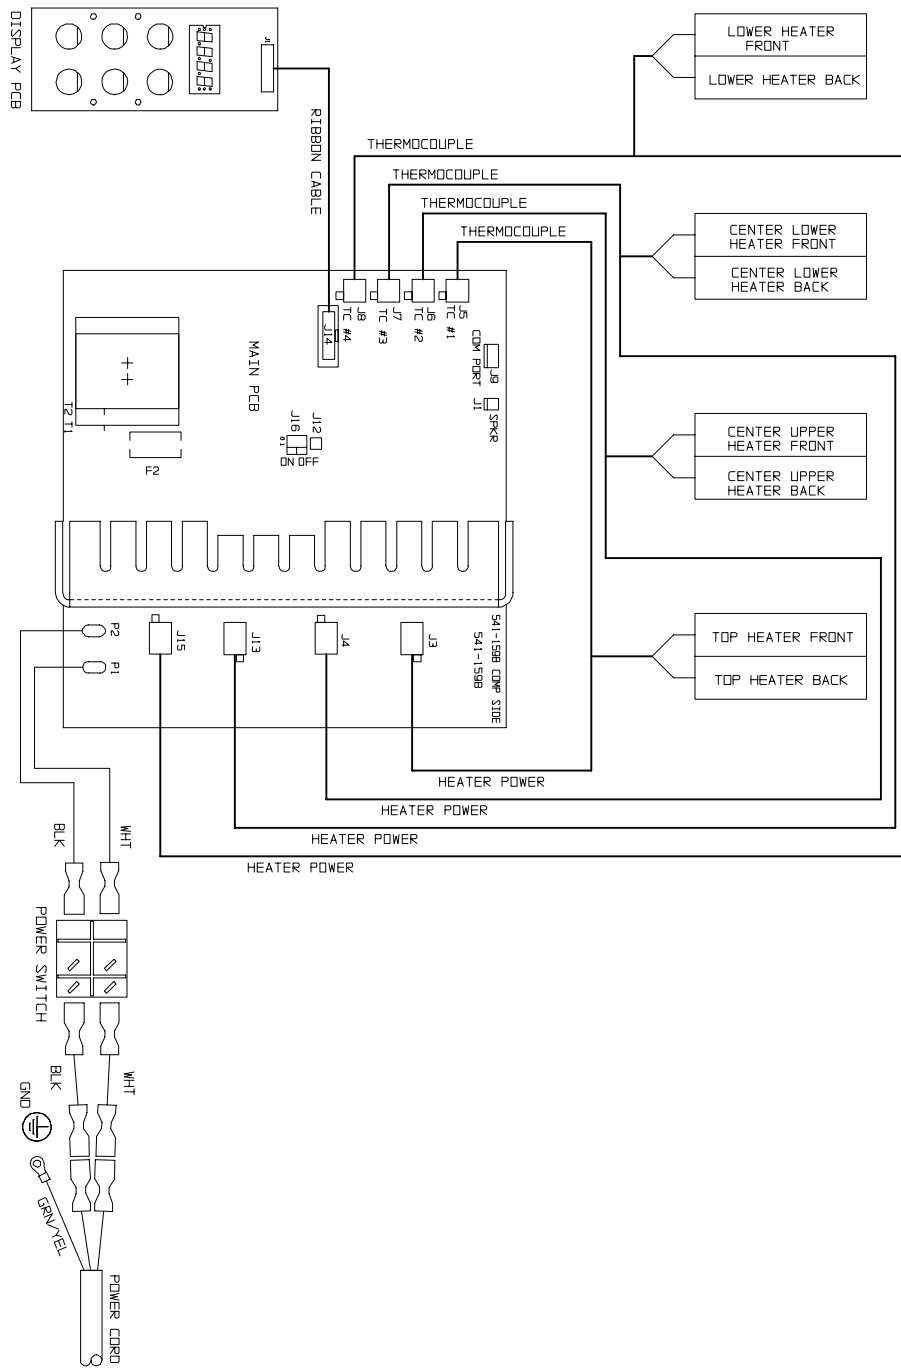 DISPLAY PCB
J1
RIBBON CABLE
THERMOCOUPLE
THERMOCOUPLE
THERMOCOUPLE
THERMOCOUPLE
LOWER HEATER
FRONT
LOWER HEATER BACK
CENTER LOWER
HEATER FRONT
CENTER LOWER
HEATER BACK
CENTER UPPER
HEATER FRONT
CENTER UPPER
HEATER BACK
TOP HEATER FRONT
TOP HEATER BACK
J8
TC #4
J7
TC #3
J6
TC #2
J5
TC #1
J14
J9
COM PORT
J1
SPKR
MAIN PCB
J12
J16
0 1
ON OFF
T2 T1
F2
P2
P1
J15
J13
J4
J3
541-159B COMP SIDE
541-159B
HEATER POWER
HEATER POWER
HEATER POWER
HEATER POWER
BLK
WHT
POWER SWITCH
BLK
WHT
GND
GRN/YEL
POWER CORD